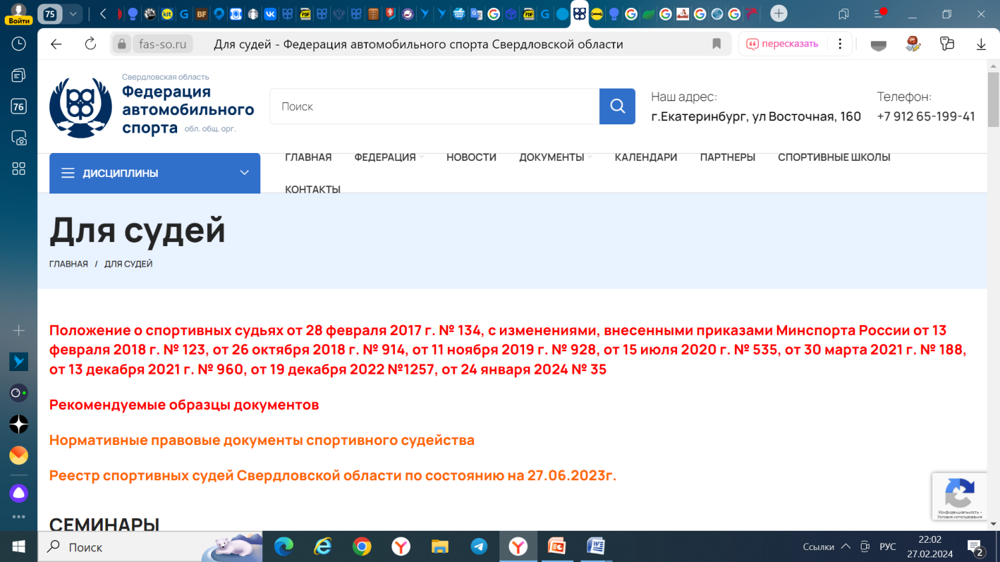 75
Войти
fas-so.ru
Для судей - Федерация автомобильного спорта Свердловской области
пересказать
76
Свердловская область
Федерация
автомобильного
спорта обл. общ. орг.
Поиск
Наш адрес:
г.Екатеринбург, ул Восточная, 160
Телефон:
+7 912 65-199-41
ДИСЦИПЛИНЫ
ГЛАВНАЯ ФЕДЕРАЦИЯ НОВОСТИ ДОКУМЕНТЫ КАЛЕНДАРИ ПАРТНЕРЫ СПОРТИВНЫЕ ШКОЛЫ
КОНТАКТЫ
Для судей
ГЛАВНАЯ / ДЛЯ СУДЕЙ
Положение о спортивных судьях от 28 февраля 2017 г. № 134, с изменениями, внесенными приказами Минспорта России от 13
февраля 2018 г. № 123, от 26 октября 2018 г. № 914, от 11 ноября 2019 г. № 928, от 15 июля 2020 г. № 535, от 30 марта 2021 г. № 188,
от 13 декабря 2021 г. № 960, от 19 декабря 2022 №1257, от 24 января 2024 № 35
Рекомендуемые образцы документов
Нормативные правовые документы спортивного судейства
Реестр спортивных судей Свердловской области по состоянию на 27.06.2023г.
СЕМИНАРЫ
Конфиденциальность -
Условия использования
Поиск
Ссылки
РУС
22:02
27.02.2024
2